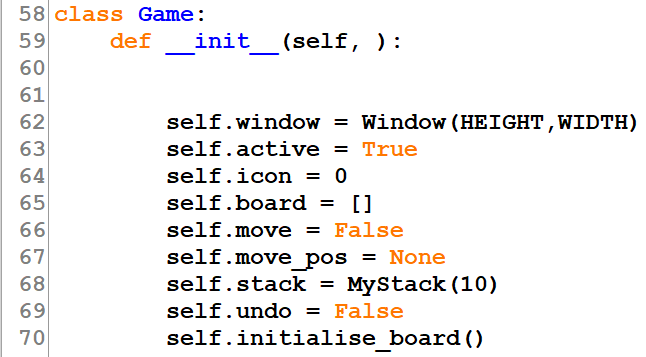 58 class Game:
59     def __init__(self, ):
60
61
62         self.window = Window(HEIGHT,WIDTH)
63         self.active = True
64         self.icon = 0
65         self.board = []
66         self.move = False
67         self.move_pos = None
68         self.stack = MyStack(10)
69         self.undo = False
70         self.initialise_board()